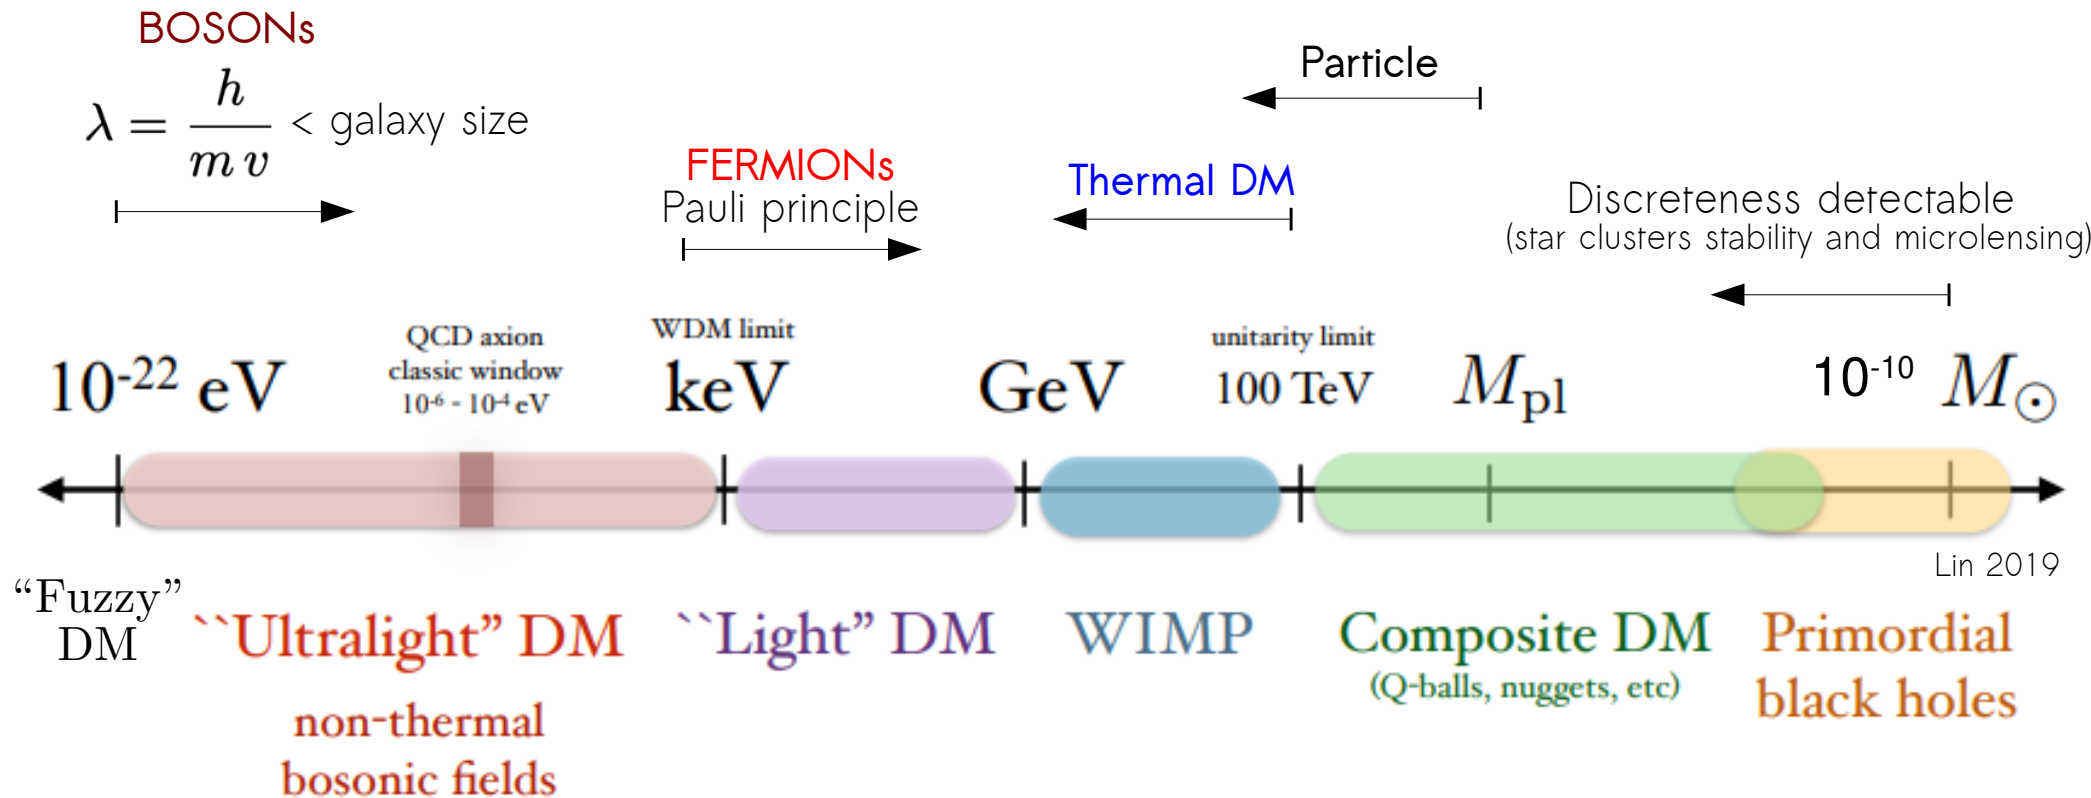 BOSONs
λ = h / m v < galaxy size
Particle
FERMIONs
Pauli principle
Thermal DM
Discreteness detectable
(star clusters stability and microlensing)
QCD axion
classic window
10⁻⁶ - 10⁻⁴ eV
WDM limit
unitarity limit
10⁻²² eV
keV
GeV
100 TeV
M_pl
10⁻¹⁰ M_⊙
Lin 2019
“Fuzzy”
DM
``Ultralight” DM
non-thermal
bosonic fields
``Light” DM
WIMP
Composite DM
(Q-balls, nuggets, etc)
Primordial
black holes